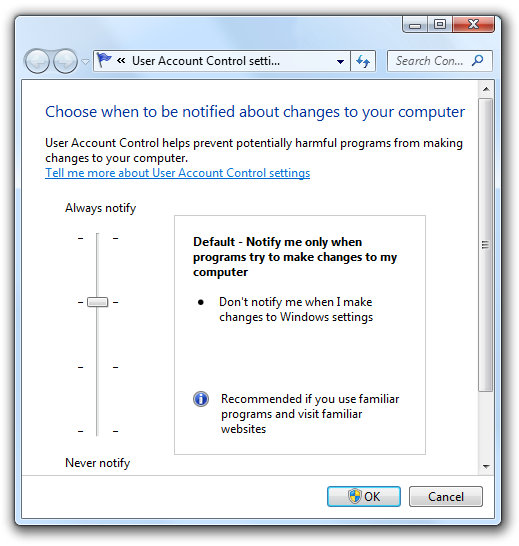 « User Account Control setti...
Search Con...
Choose when to be notified about changes to your computer
User Account Control helps prevent potentially harmful programs from making
changes to your computer.
Tell me more about User Account Control settings
Always notify
Default - Notify me only when
programs try to make changes to my
computer
• Don't notify me when I make
changes to Windows settings
Recommended if you use familiar
programs and visit familiar
websites
Never notify
OK
Cancel